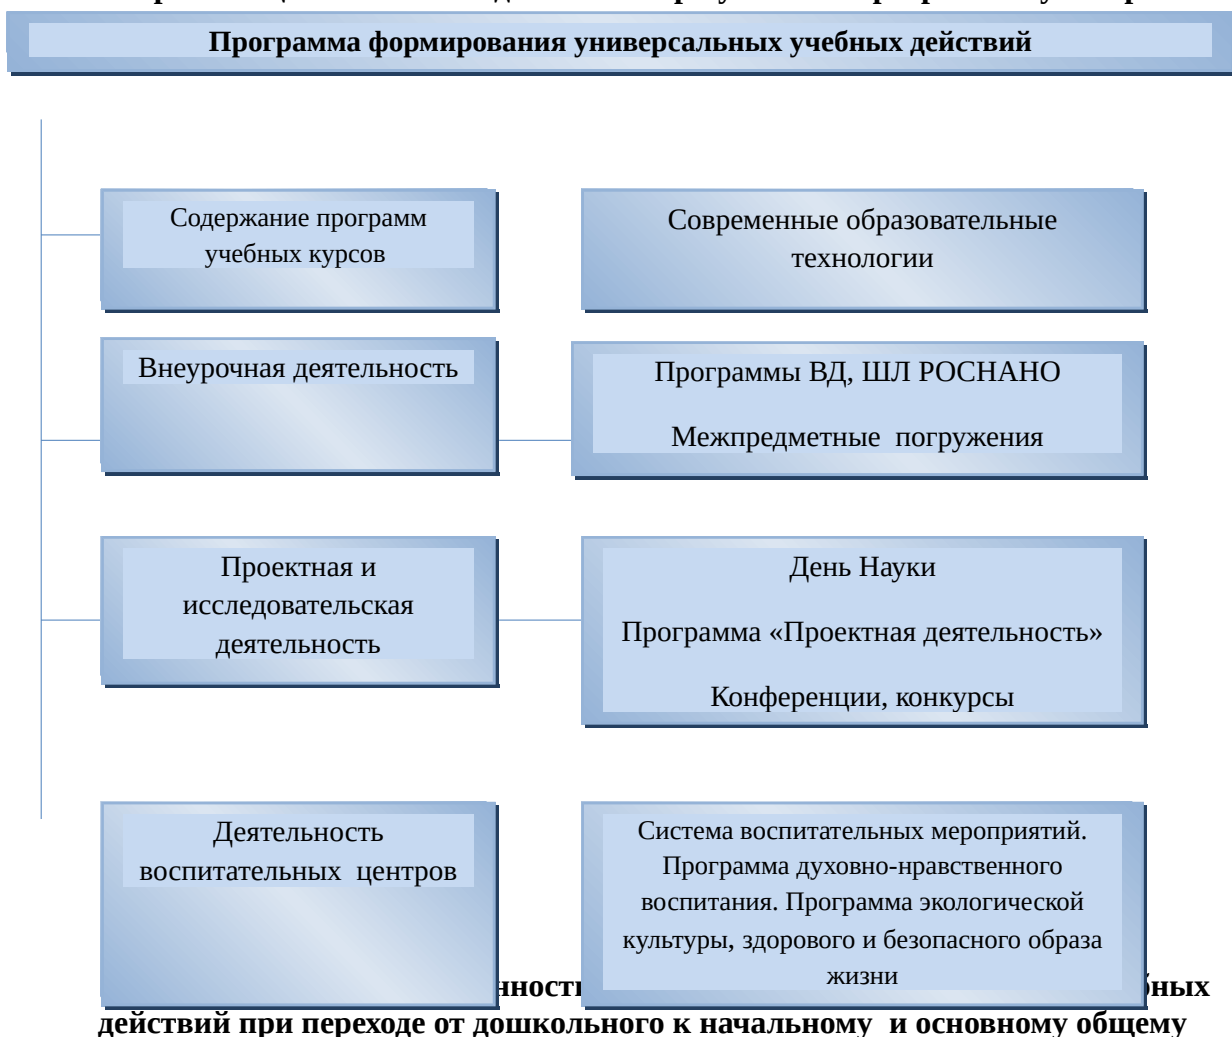 Программа формирования универсальных учебных действий
Содержание программ
учебных курсов
Современные образовательные
технологии
Внеурочная деятельность
Программы ВД, ШЛ РОСНАНО
Межпредметные погружения
Проектная и
исследовательская
деятельность
День Науки
Программа «Проектная деятельность»
Конференции, конкурсы
Деятельность
воспитательных центров
Система воспитательных мероприятий.
Программа духовно-нравственного
воспитания. Программа экологической
культуры, здорового и безопасного образа
жизни
действий при переходе от дошкольного к начальному и основному общему